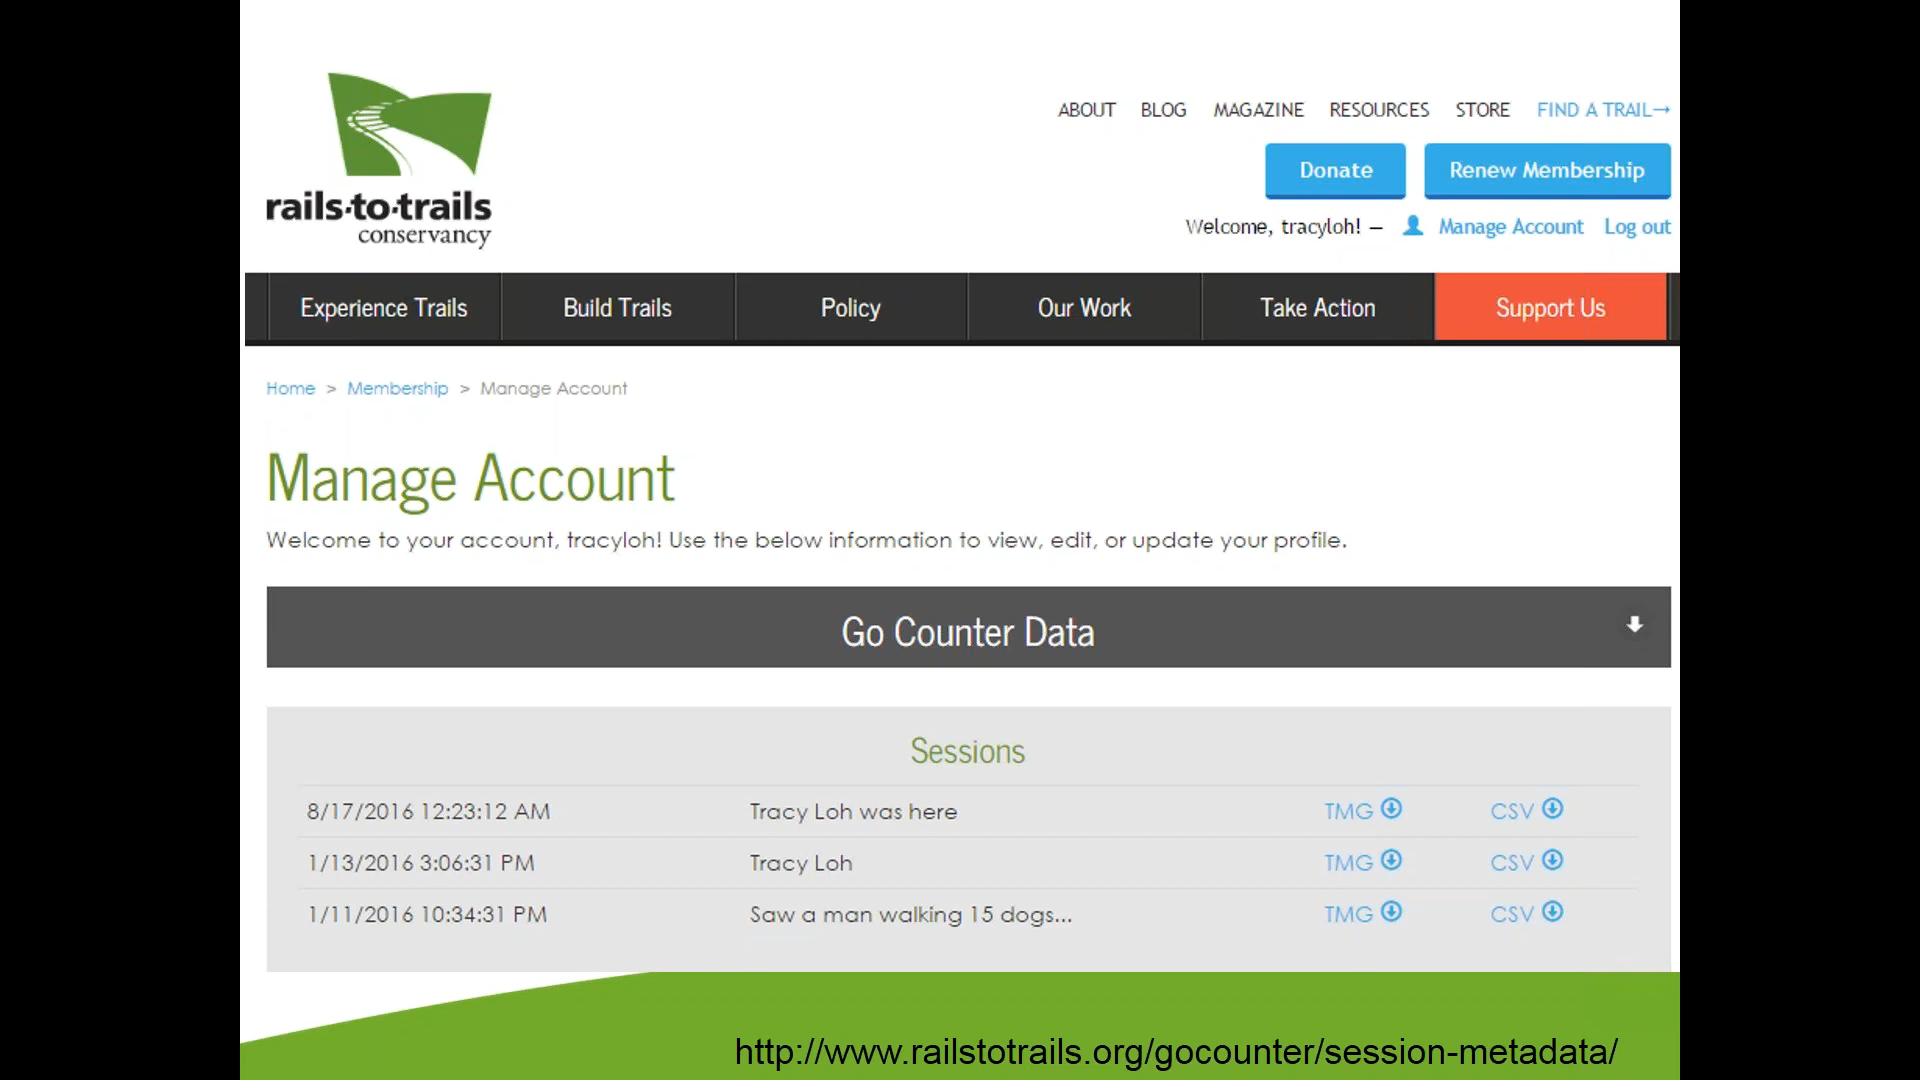 rails·to·trails
conservancy
ABOUT BLOG MAGAZINE RESOURCES STORE FIND A TRAIL→
Donate Renew Membership
Welcome, tracyloh! – Manage Account Log out
Experience Trails Build Trails Policy Our Work Take Action Support Us
Home > Membership > Manage Account
Manage Account
Welcome to your account, tracyloh! Use the below information to view, edit, or update your profile.
Go Counter Data
Sessions
8/17/2016 12:23:12 AM Tracy Loh was here TMG CSV
1/13/2016 3:06:31 PM Tracy Loh TMG CSV
1/11/2016 10:34:31 PM Saw a man walking 15 dogs... TMG CSV
http://www.railstotrails.org/gocounter/session-metadata/